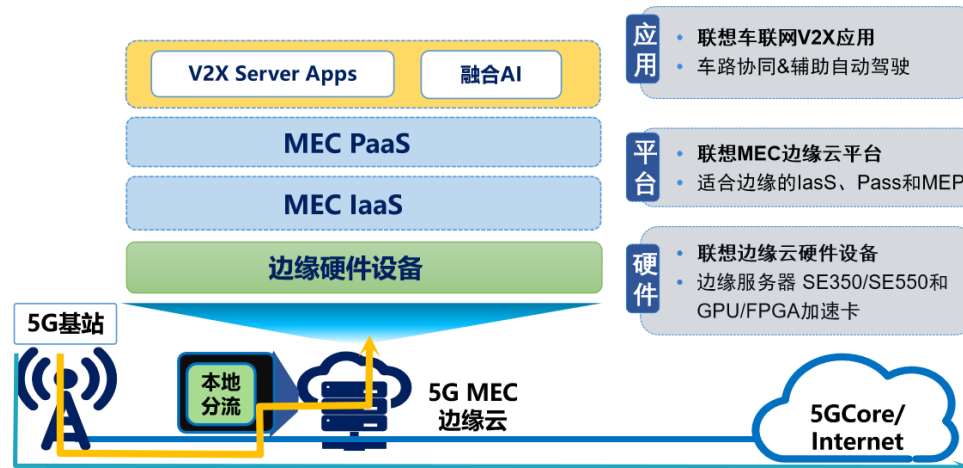 V2X Server Apps
融合AI
MEC PaaS
MEC IaaS
边缘硬件设备
应用
• 联想车联网V2X应用
• 车路协同&辅助自动驾驶
平台
• 联想MEC边缘云平台
• 适合边缘的IasS、Pass和MEP
硬件
• 联想边缘云硬件设备
• 边缘服务器 SE350/SE550和
GPU/FPGA加速卡
5G基站
本地
分流
5G MEC
边缘云
5GCore/
Internet